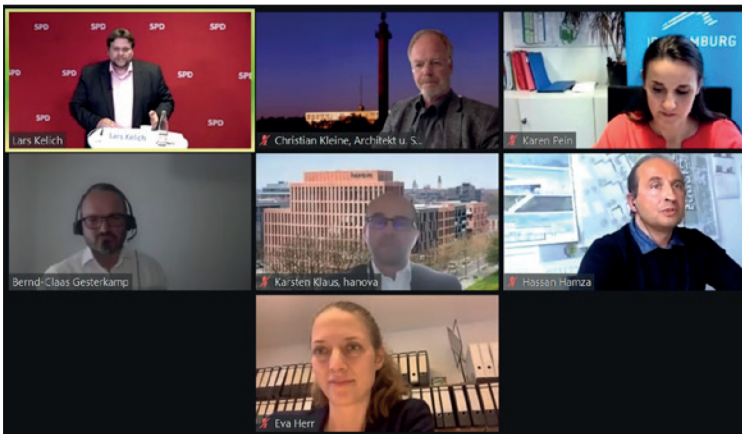 SPD SPD SPD
SPD SPD SPD
SPD
SPD SPD
Lars Kelich
Lars Kelich
Christian Kleine, Architekt u. S...
Karen Pein
Bernd-Claas Gesterkamp
Karsten Klaus, hanova
Hassan Hamza
Eva Herr